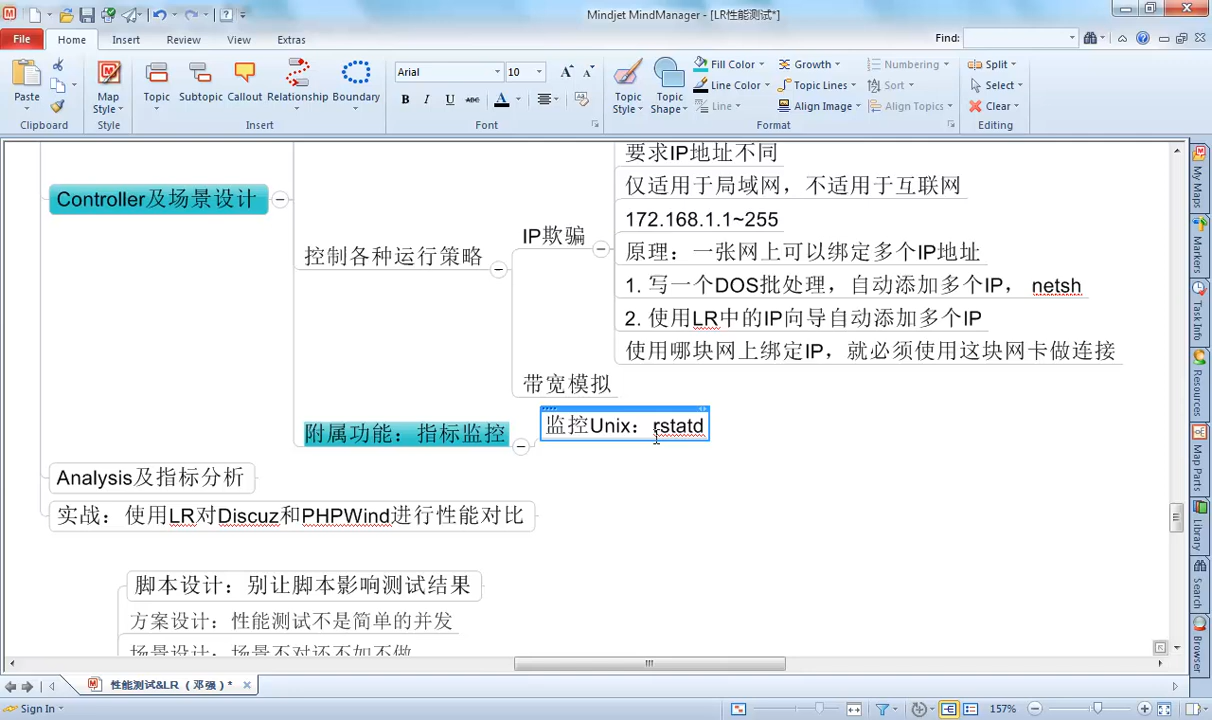 Mindjet MindManager - [LR性能测试*]
File
Home
Insert
Review
View
Extras
Find:
Paste
Map Style
Topic
Subtopic
Callout
Relationship
Boundary
Arial
10
B I U abc A
Topic Style
Topic Shape
Fill Color
Line Color
Line
Growth
Topic Lines
Align Image
Numbering
Sort
Align Topics
Split
Select
Clear
Clipboard
Style
Insert
Font
Format
Editing
要求IP地址不同
Controller及场景设计
仅适用于局域网，不适用于互联网
172.168.1.1~255
IP欺骗
控制各种运行策略
原理：一张网上可以绑定多个IP地址
1. 写一个DOS批处理，自动添加多个IP， netsh
2. 使用LR中的IP向导自动添加多个IP
使用哪块网上绑定IP，就必须使用这块网卡做连接
带宽模拟
附属功能：指标监控
监控Unix：rstatd
Analysis及指标分析
实战：使用LR对Discuz和PHPWind进行性能对比
脚本设计：别让脚本影响测试结果
方案设计：性能测试不是简单的并发
场景设计：场景不对还不如不做
My Maps
Markers
Task Info
Resources
Map Parts
Library
Search
Browser
性能测试&LR （邓强）*
Sign In
157%